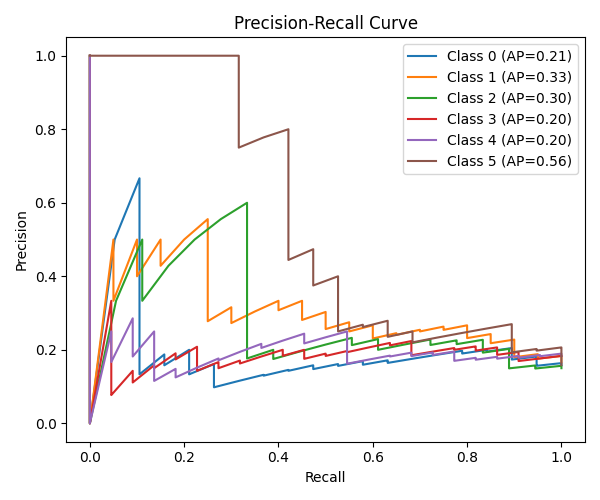 Precision-Recall Curve
Class 0 (AP=0.21)
Class 1 (AP=0.33)
Class 2 (AP=0.30)
Class 3 (AP=0.20)
Class 4 (AP=0.20)
Class 5 (AP=0.56)
1.0
0.8
0.6
0.4
0.2
0.0
Precision
0.0 0.2 0.4 0.6 0.8 1.0
Recall